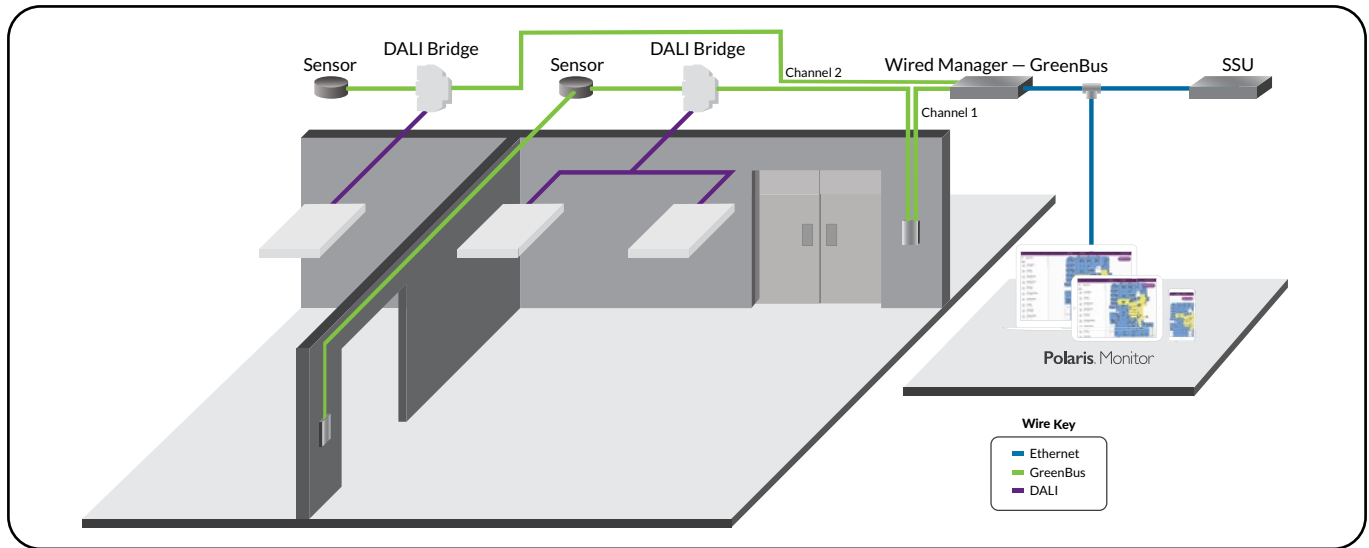 DALI Bridge
DALI Bridge
Sensor
Sensor
Wired Manager — GreenBus
SSU
Channel 2
Channel 1
Polaris. Monitor
Wire Key
Ethernet
GreenBus
DALI